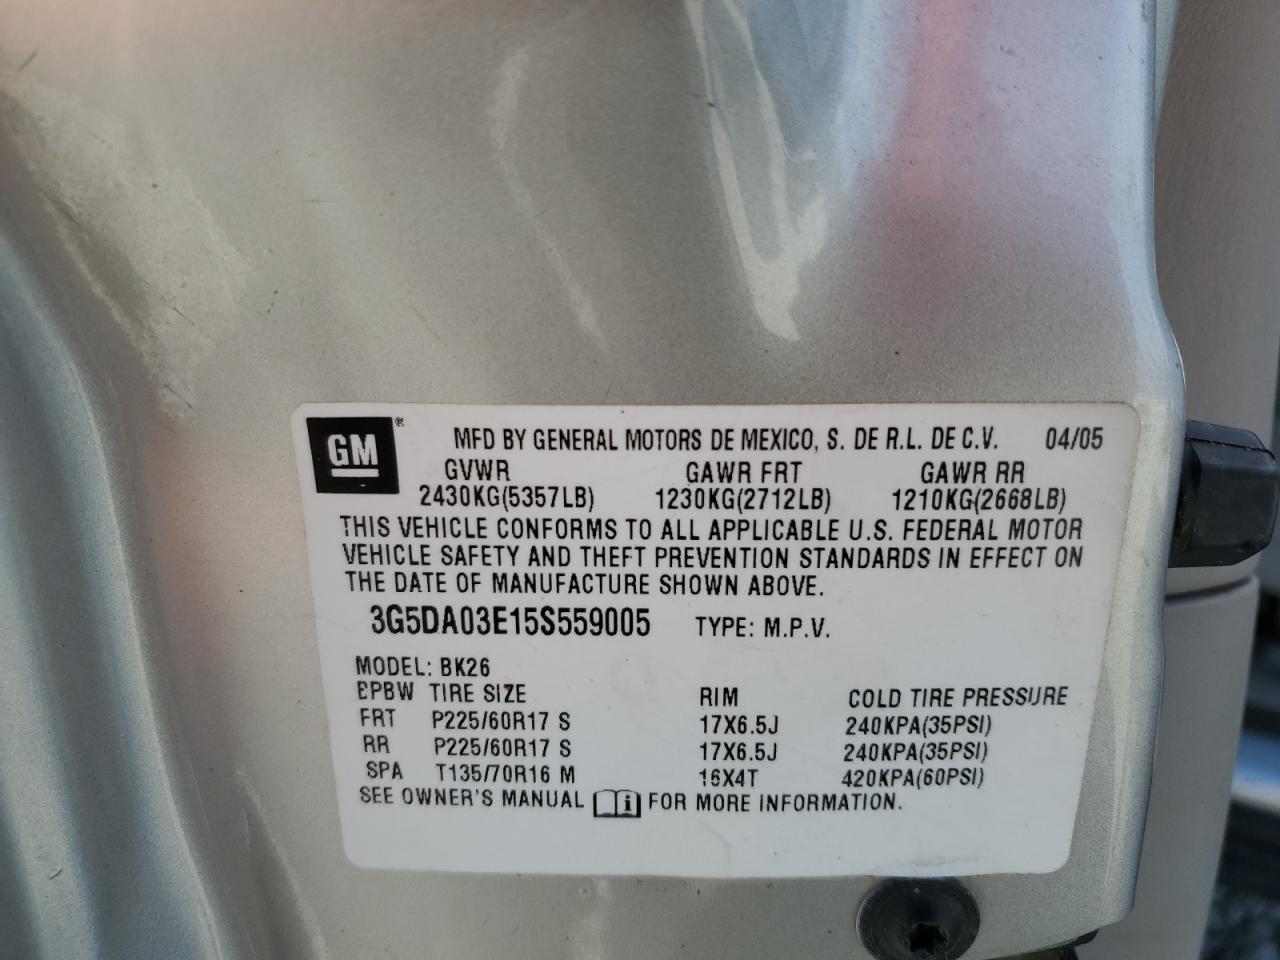 GM® MFD BY GENERAL MOTORS DE MEXICO, S. DE R.L. DE C.V. 04/05
GVWR GAWR FRT GAWR RR
2430KG(5357LB) 1230KG(2712LB) 1210KG(2668LB)
THIS VEHICLE CONFORMS TO ALL APPLICABLE U.S. FEDERAL MOTOR
VEHICLE SAFETY AND THEFT PREVENTION STANDARDS IN EFFECT ON
THE DATE OF MANUFACTURE SHOWN ABOVE.
3G5DA03E15S559005 TYPE: M.P.V.
MODEL: BK26
BPBW TIRE SIZE RIM COLD TIRE PRESSURE
FRT P225/60R17 S 17X6.5J 240KPA(35PSI)
RR P225/60R17 S 17X6.5J 240KPA(35PSI)
SPA T135/70R16 M 16X4T 420KPA(60PSI)
SEE OWNER'S MANUAL i FOR MORE INFORMATION.